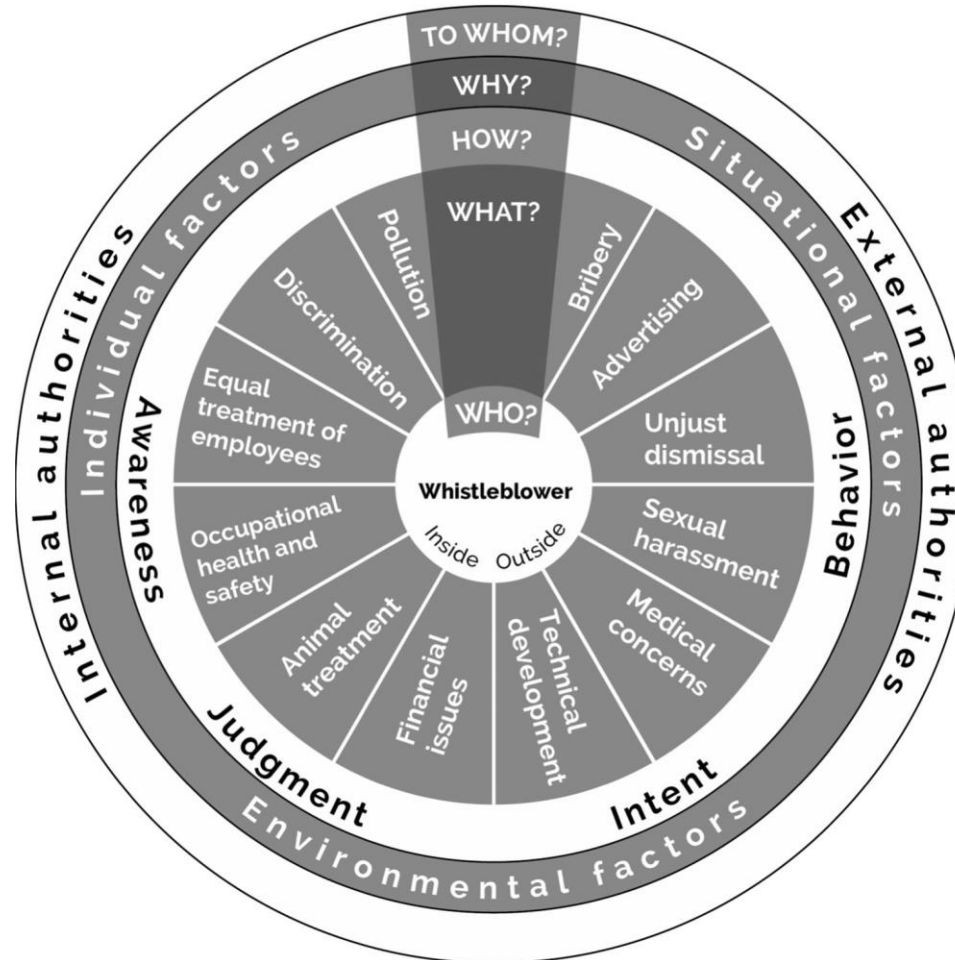 TO WHOM?
WHY?
HOW?
WHAT?
WHO?
Whistleblower
Inside
Outside
Bribery
Advertising
Unjust
dismissal
Sexual
harassment
Medical
concerns
Technical
development
Financial
issues
Animal
treatment
Occupational
health and
safety
Equal
treatment of
employees
Discrimination
Pollution
Awareness
Judgment
Intent
Behavior
Individual factors
Situational factors
Environmental factors
Internal authorities
External authorities